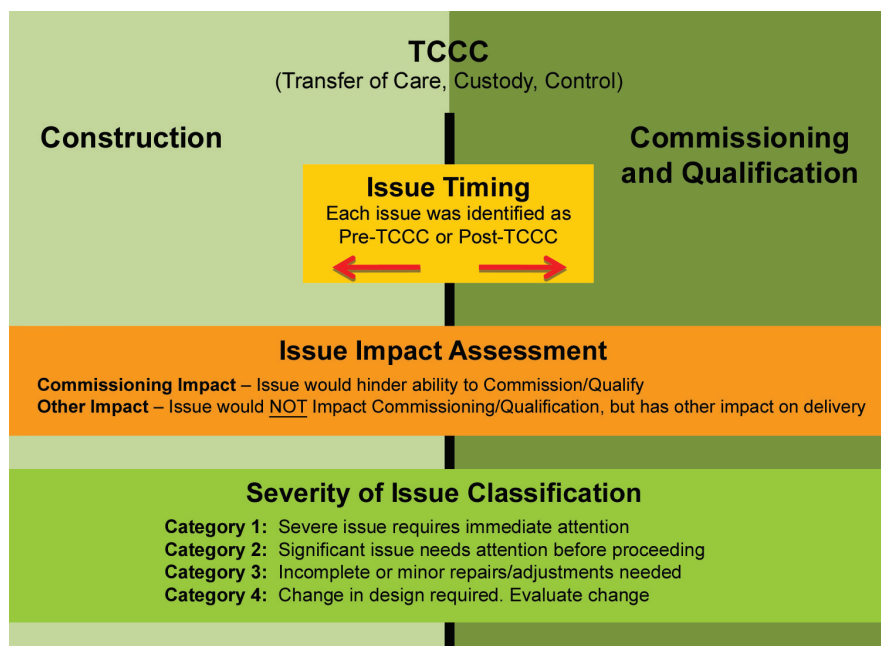 TCCC
(Transfer of Care, Custody, Control)
Construction
Commissioning
and Qualification
Issue Timing
Each issue was identified as
Pre-TCCC or Post-TCCC
Issue Impact Assessment
Commissioning Impact – Issue would hinder ability to Commission/Qualify
Other Impact – Issue would NOT Impact Commissioning/Qualification, but has other impact on delivery
Severity of Issue Classification
Category 1: Severe issue requires immediate attention
Category 2: Significant issue needs attention before proceeding
Category 3: Incomplete or minor repairs/adjustments needed
Category 4: Change in design required. Evaluate change